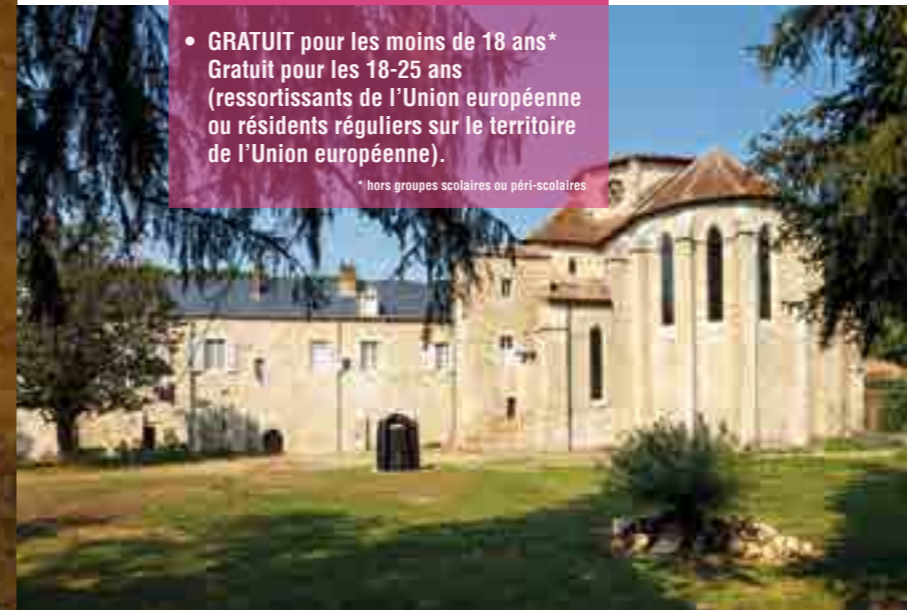 • GRATUIT pour les moins de 18 ans*
Gratuit pour les 18-25 ans
(ressortissants de l’Union européenne
ou résidents réguliers sur le territoire
de l’Union européenne).
* hors groupes scolaires ou péri-scolaires